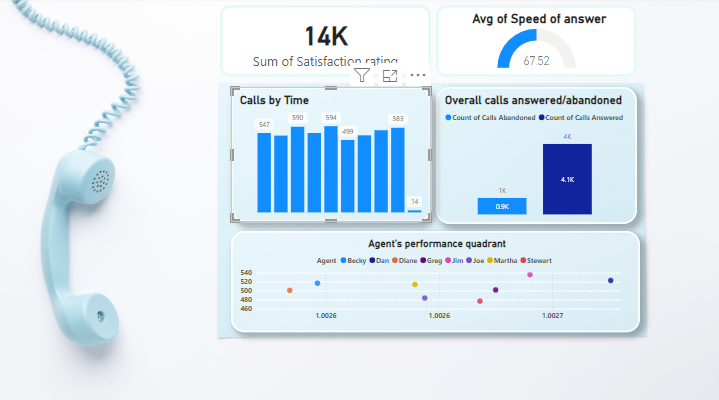 14K
Sum of Satisfaction rating
Avg of Speed of answer
67.52
Calls by Time
547
590
594
499
583
14
Overall calls answered/abandoned
Count of Calls Abandoned Count of Calls Answered
4K
4.1K
1K
0.9K
Agent's performance quadrant
Agent Becky Dan Diane Greg Jim Joe Martha Stewart
540
520
500
480
460
1.0026 1.0026 1.0027